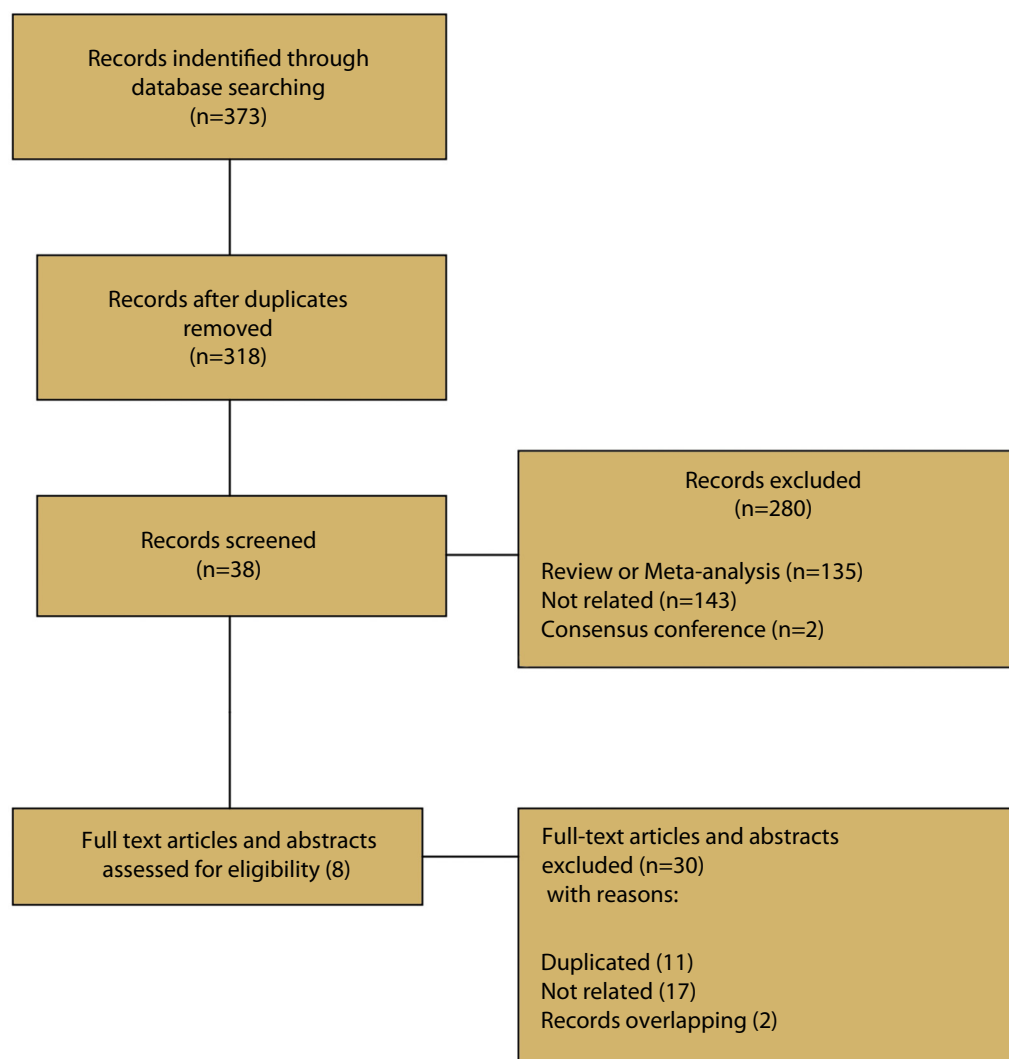 Records indentified through
database searching
(n=373)
Records after duplicates
removed
(n=318)
Records screened
(n=38)
Records excluded
(n=280)
Review or Meta-analysis (n=135)
Not related (n=143)
Consensus conference (n=2)
Full text articles and abstracts
assessed for eligibility (8)
Full-text articles and abstracts
excluded (n=30)
with reasons:
Duplicated (11)
Not related (17)
Records overlapping (2)